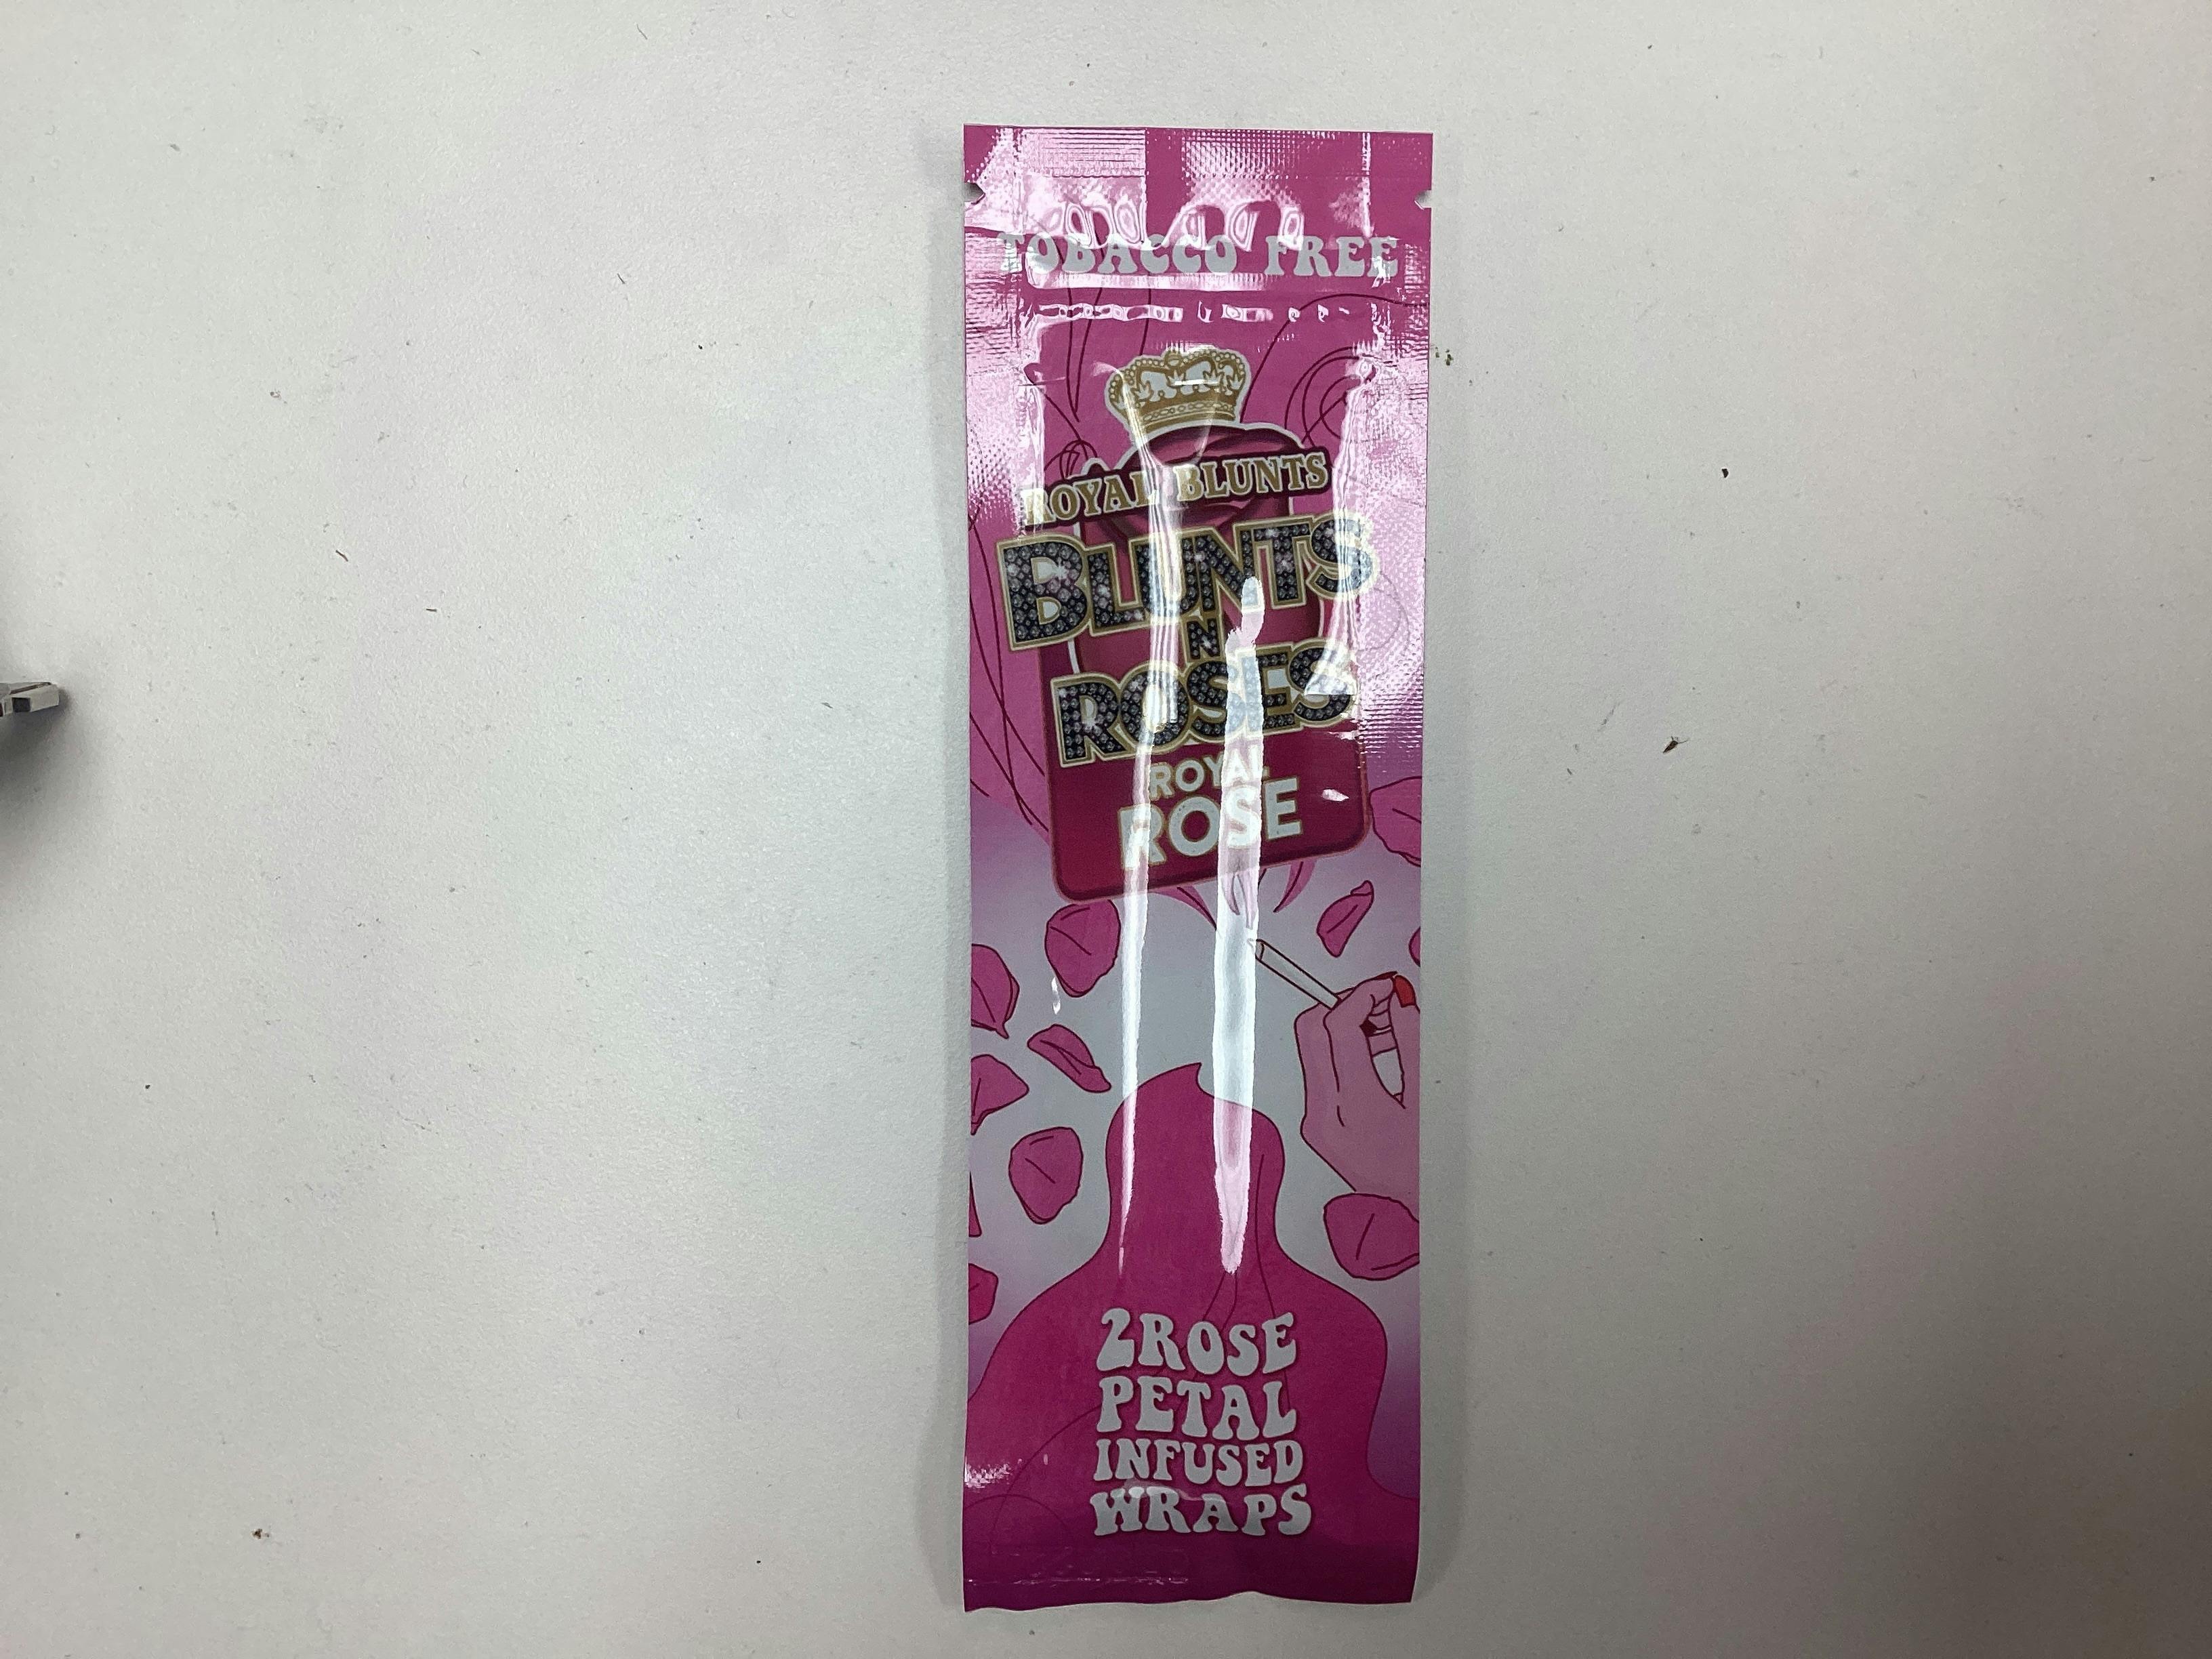 TOBACCO FREE
ROYAL BLUNTS
BLUNTS
N
ROSES
ROYAL
ROSE
2 ROSE
PETAL
INFUSED
WRAPS